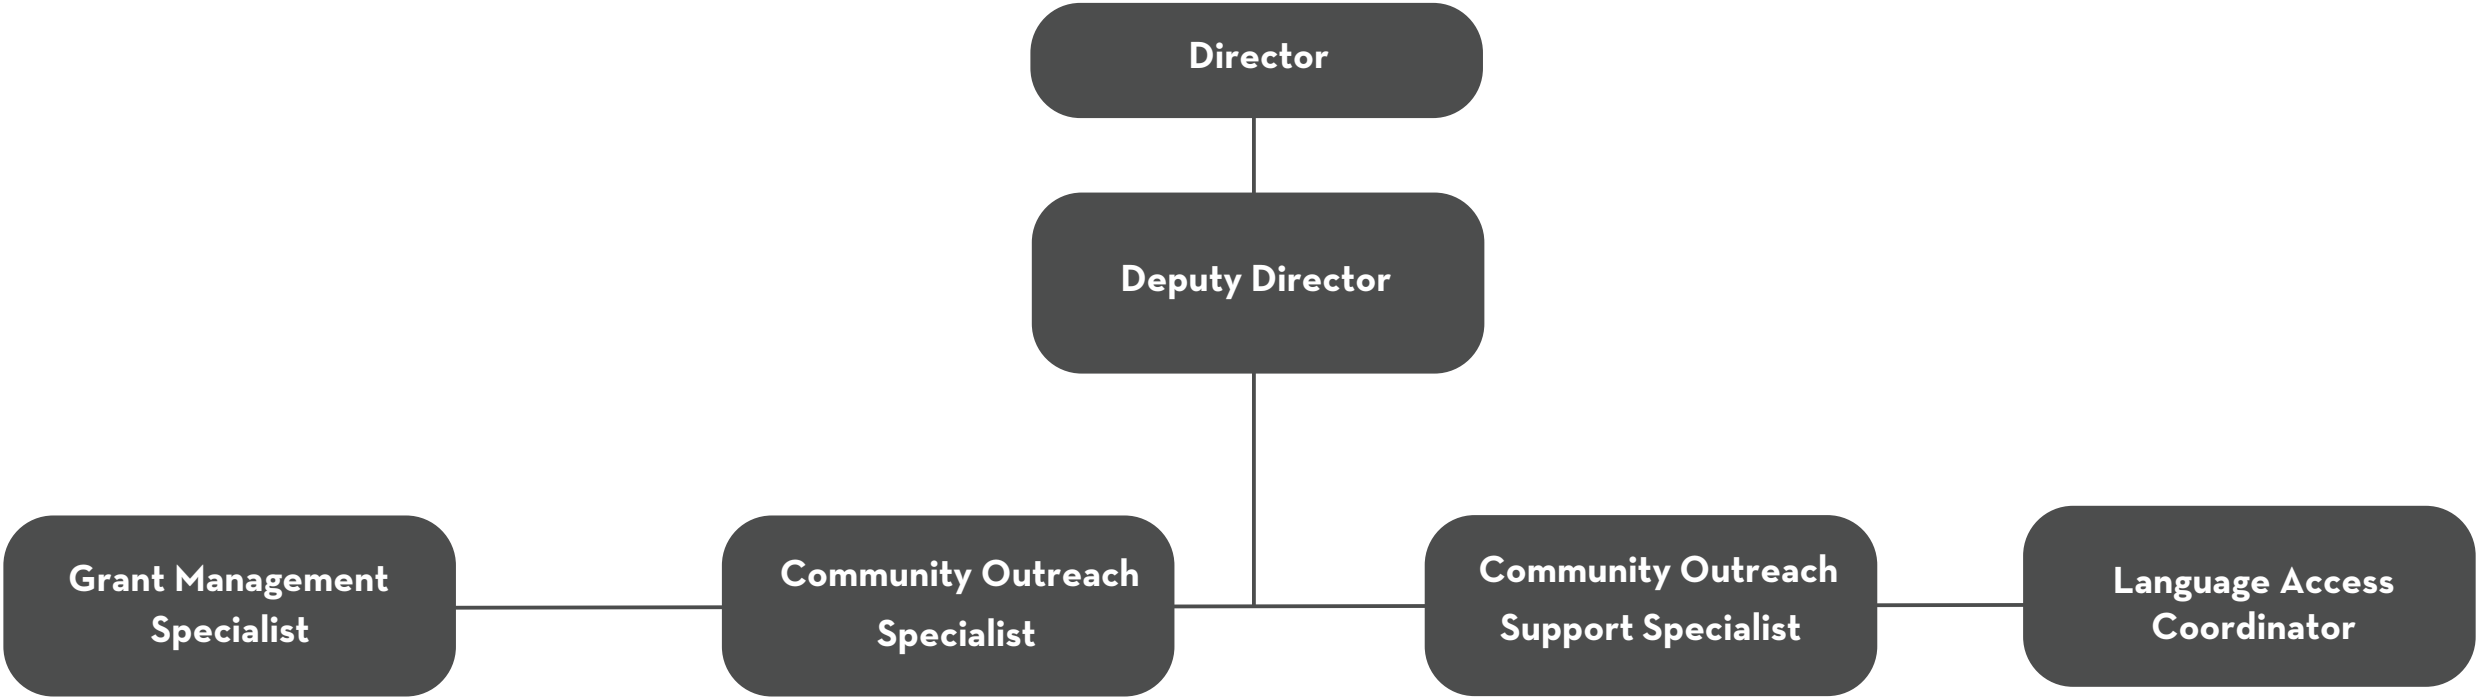 Director
Deputy Director
Grant Management
Specialist
Community Outreach
Specialist
Community Outreach
Support Specialist
Language Access
Coordinator